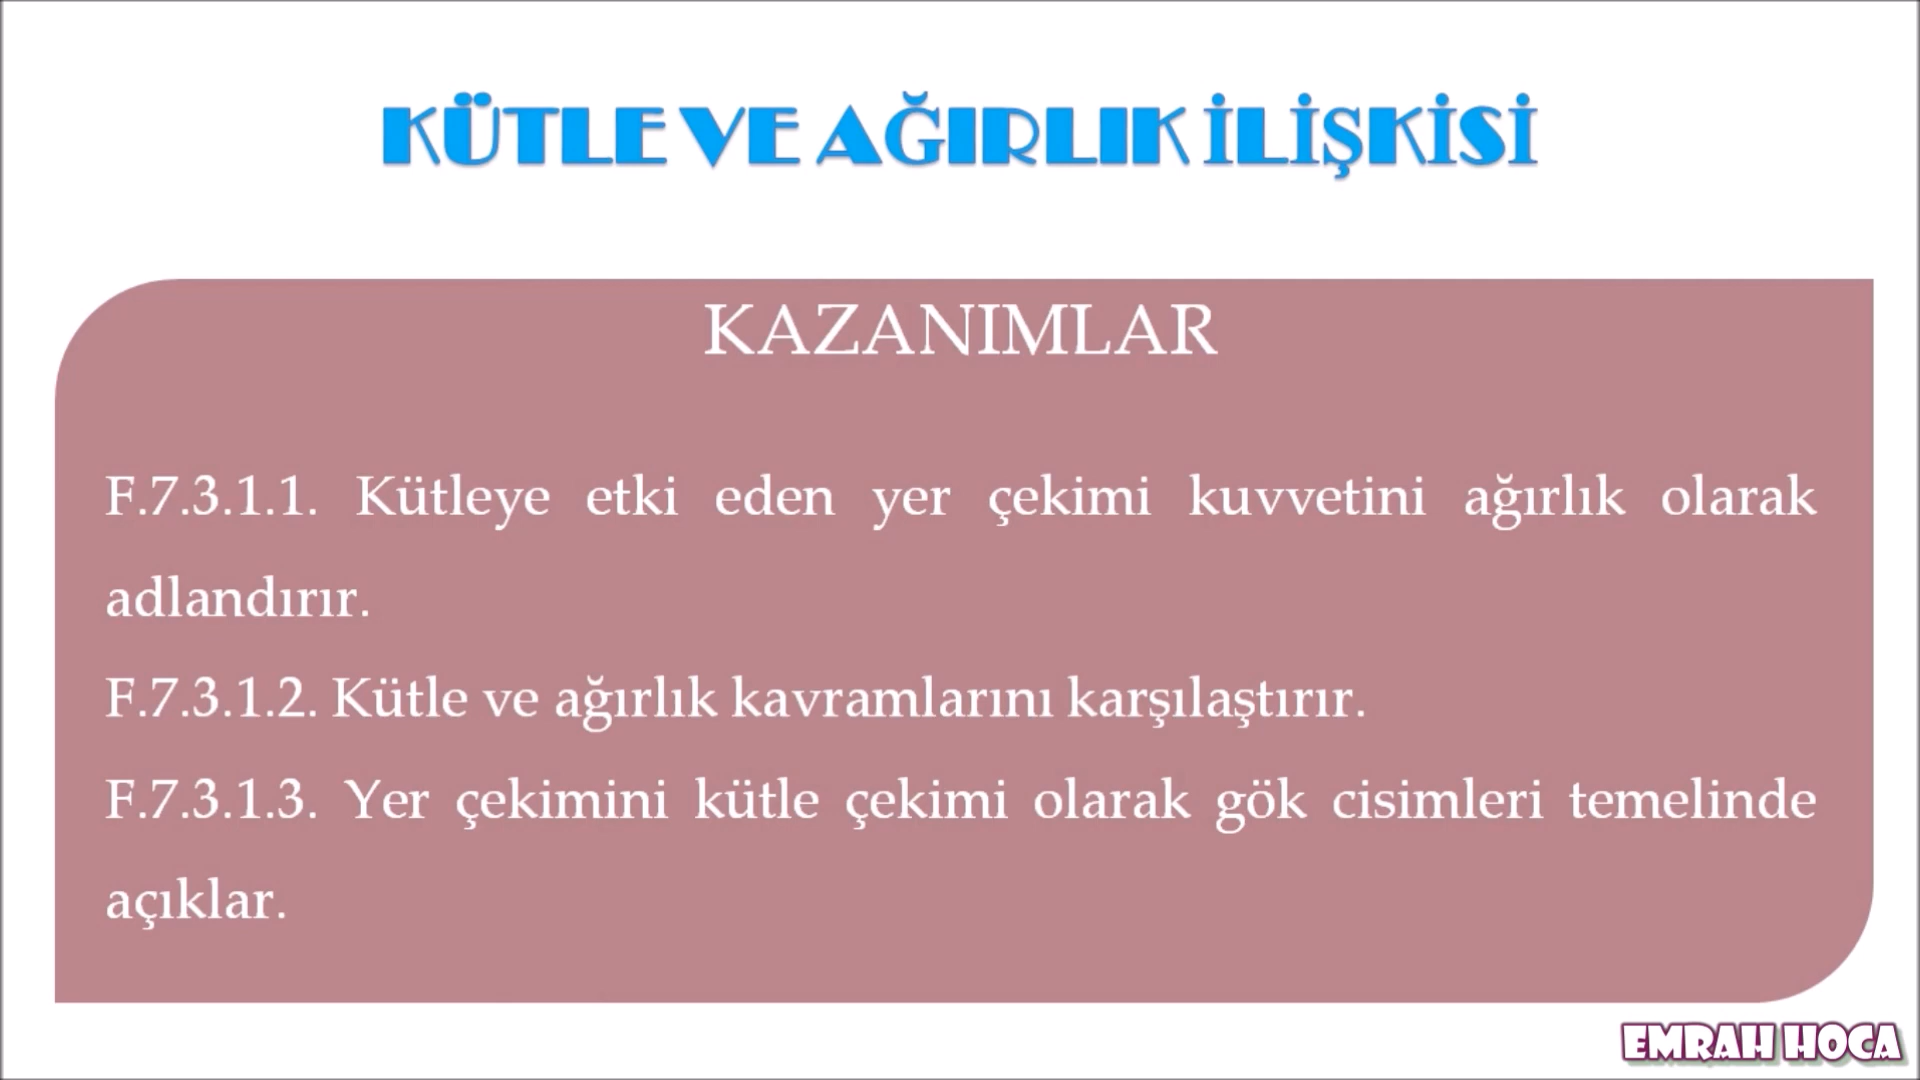 KÜTLE VE AĞIRLIK İLİŞKİSİ
KAZANIMLAR
F.7.3.1.1. Kütleye etki eden yer çekimi kuvvetini ağırlık olarak
adlandırır.
F.7.3.1.2. Kütle ve ağırlık kavramlarını karşılaştırır.
F.7.3.1.3. Yer çekimini kütle çekimi olarak gök cisimleri temelinde
açıklar.
EMRAH HOCA